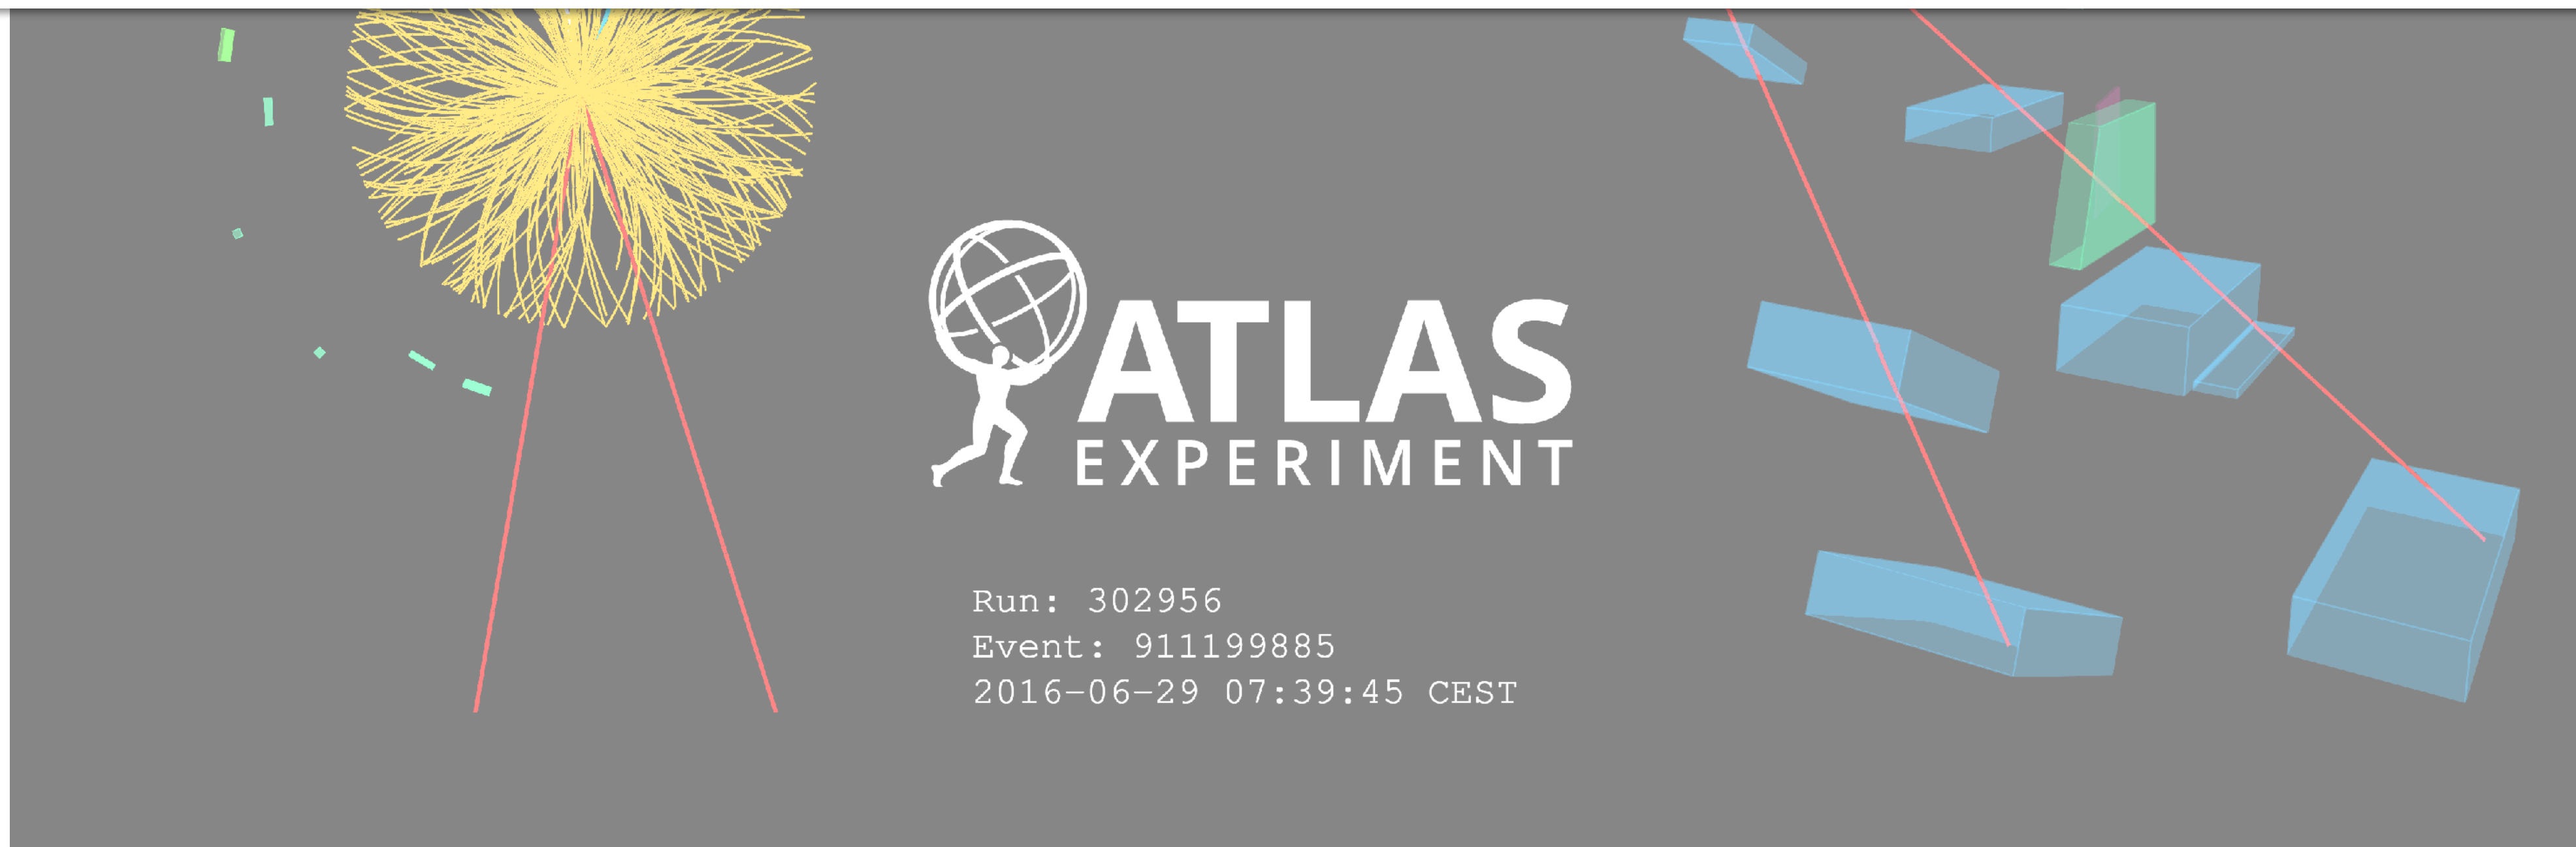 ATLAS
EXPERIMENT
Run: 302956
Event: 911199885
2016-06-29 07:39:45 CEST